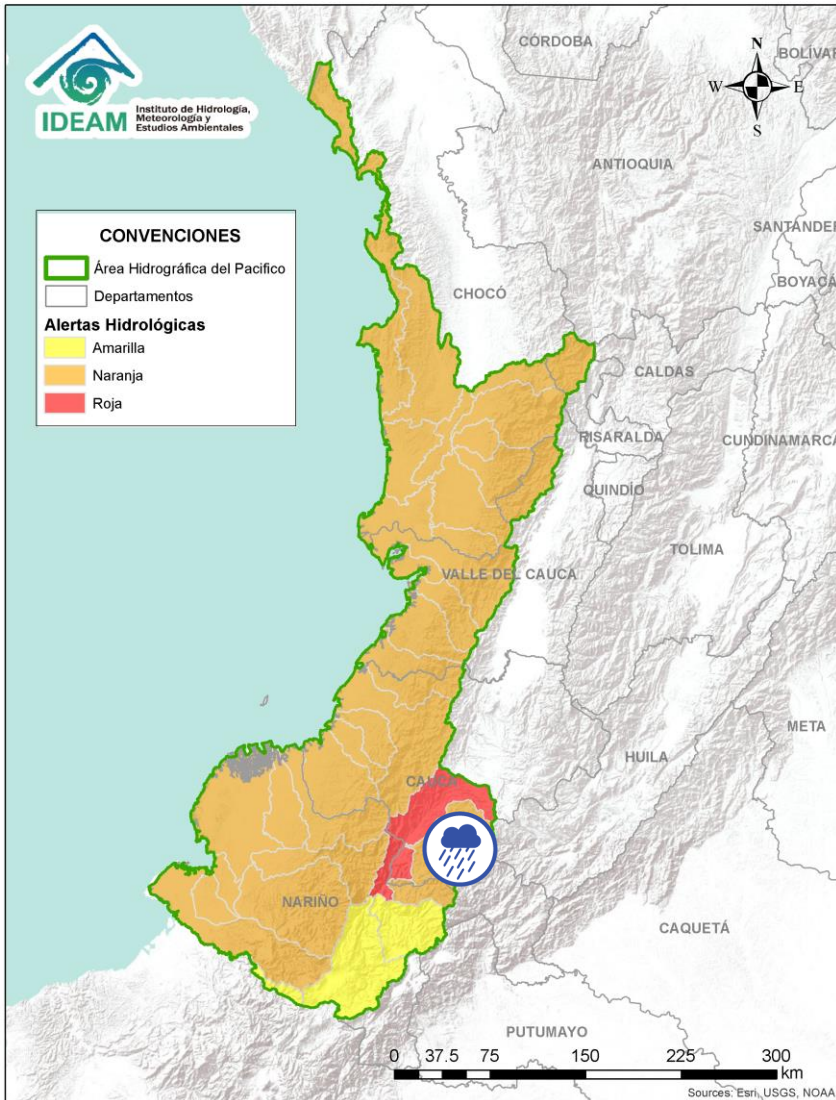 IDEAM
Instituto de Hidrología,
Meteorología y
Estudios Ambientales
CÓRDOBA
BOLÍVAR
N
W
E
S
ANTIOQUIA
SANTANDER
BOYACÁ
CONVENCIONES
Área Hidrográfica del Pacifico
Departamentos
Alertas Hidrológicas
Amarilla
Naranja
Roja
CHOCÓ
CALDAS
RISARALDA
CUNDINAMARCA
QUINDÍO
TOLIMA
VALLE DEL CAUCA
META
HUILA
CAUCA
NARIÑO
CAQUETÁ
PUTUMAYO
0 37.5 75 150 225 300
km
Sources: Esri, USGS, NOAA